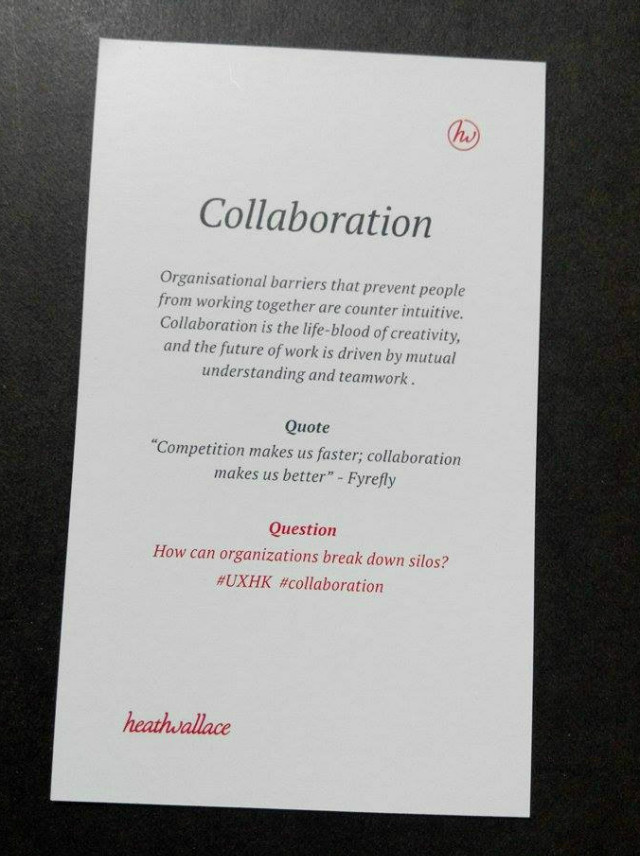 hw
Collaboration
Organisational barriers that prevent people
from working together are counter intuitive.
Collaboration is the life-blood of creativity,
and the future of work is driven by mutual
understanding and teamwork .
Quote
“Competition makes us faster; collaboration
makes us better” - Fyrefly
Question
How can organizations break down silos?
#UXHK #collaboration
heathwallace